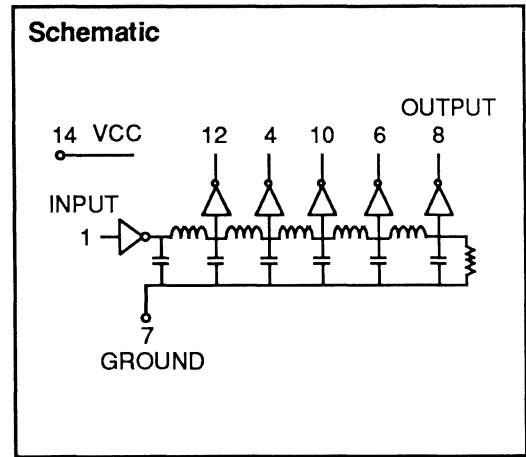 Schematic
OUTPUT
14 VCC 12 4 10 6 8
INPUT
1
7
GROUND